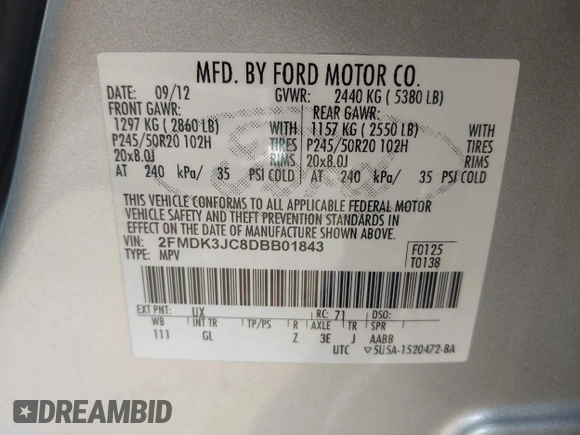 MFD. BY FORD MOTOR CO.
DATE: 09/12 GVWR: 2440 KG ( 5380 LB)
FRONT GAWR: REAR GAWR:
1297 KG ( 2860 LB) WITH 1157 KG ( 2550 LB) WITH
P245/50R20 102H TIRES P245/50R20 102H TIRES
20x8.0J RIMS 20x8.0J RIMS
AT 240 kPa/ 35 PSI COLD AT 240 kPa/ 35 PSI COLD
THIS VEHICLE CONFORMS TO ALL APPLICABLE FEDERAL MOTOR
VEHICLE SAFETY AND THEFT PREVENTION STANDARDS IN
EFFECT ON THE DATE OF MANUFACTURE SHOWN ABOVE.
VIN: 2FMDK3JC8DBB01843 F0125
TYPE: MPV T0138
EXT PNT: UX RC: 71 DSO:
WB INT TR TP/PS R AXLE TR SPR
111 GL Z 3E J AABB
UTC ▽5U5A-1520472-BA
DREAMBID